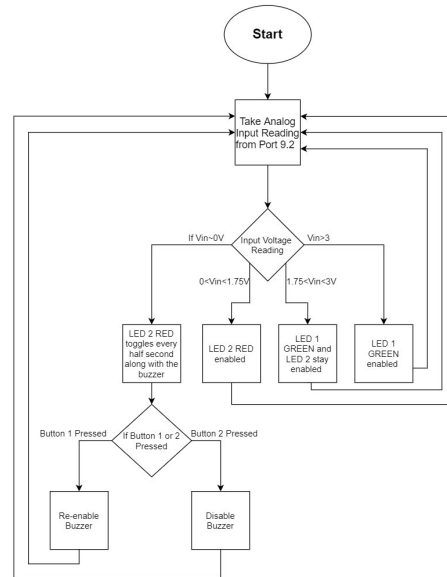 Start
Take Analog
Input Reading
from Port 9.2
Input Voltage
Reading
If Vin~0V
Vin>3
0<Vin<1.75V
1.75<Vin<3V
LED 2 RED
toggles every
half second
along with the
buzzer
LED 2 RED
enabled
LED 1
GREEN and
LED 2 stay
enabled
LED 1
GREEN
enabled
If Button 1 or 2
Pressed
Button 1 Pressed
Button 2 Pressed
Re-enable
Buzzer
Disable
Buzzer